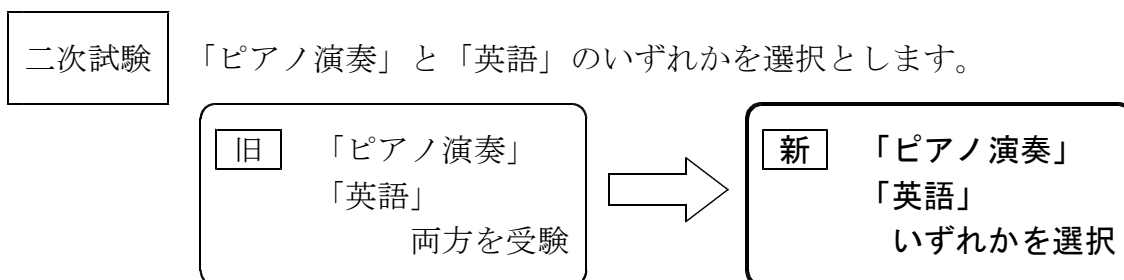 二次試験 「ピアノ演奏」と「英語」のいずれかを選択とします。
旧 「ピアノ演奏」
「英語」
両方を受験
新 「ピアノ演奏」
「英語」
いずれかを選択